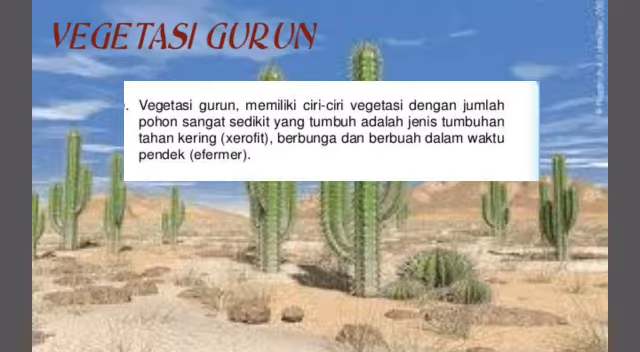 VEGETASI GURUN
Vegetasi gurun, memiliki ciri-ciri vegetasi dengan jumlah
pohon sangat sedikit yang tumbuh adalah jenis tumbuhan
tahan kering (xerofit), berbunga dan berbuah dalam waktu
pendek (efermer).